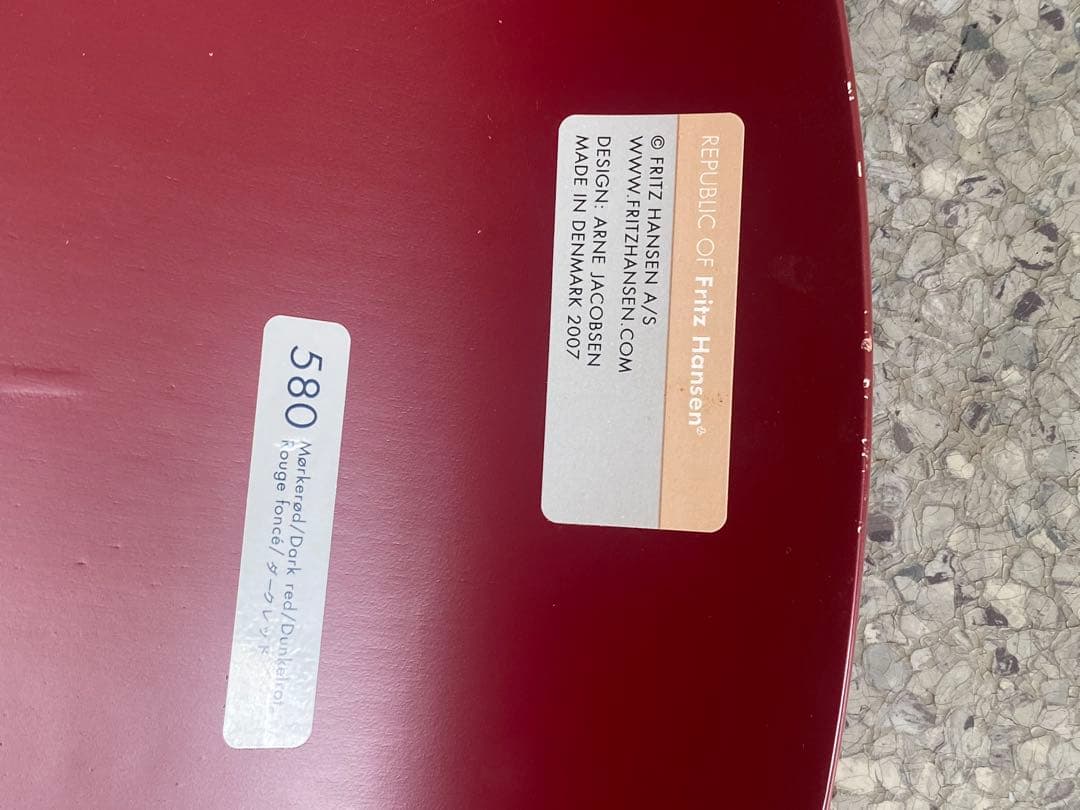 REPUBLIC OF Fritz Hansen®
© FRITZ HANSEN A/S
WWW.FRITZHANSEN.COM
DESIGN: ARNE JACOBSEN
MADE IN DENMARK 2007
580 Mørkerød/Dark red/Dunkelrot
Rouge foncé/ダークレッド